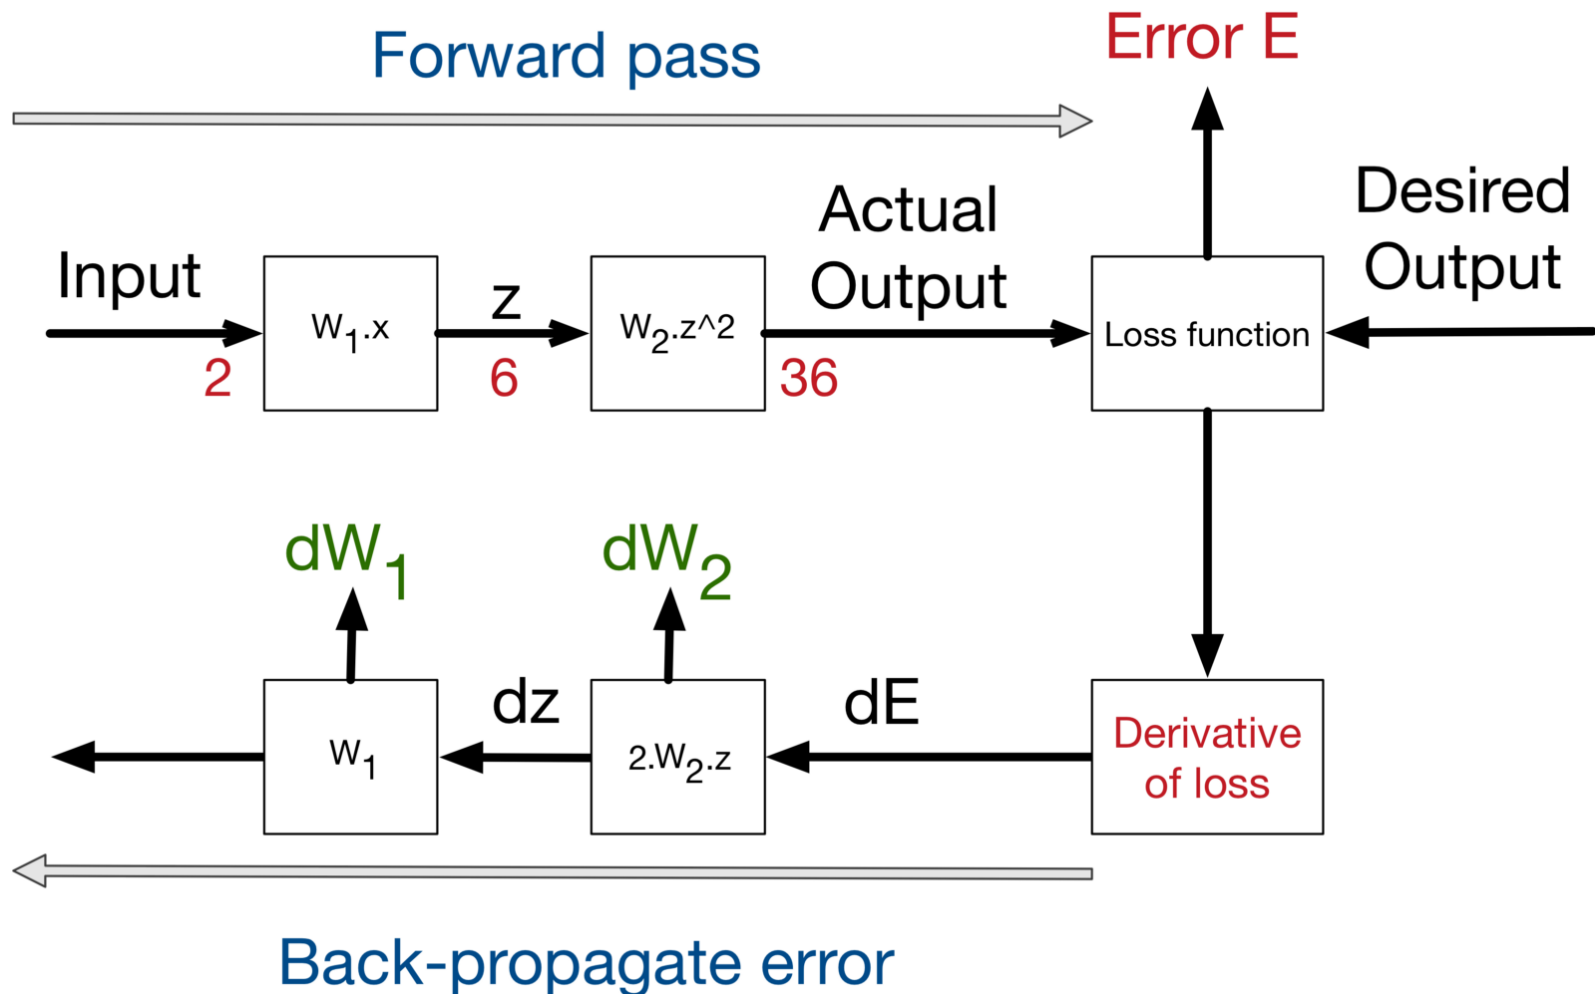 Forward pass
Error E
Input
W1.x
z
W2.z^2
Actual
Output
Loss function
Desired
Output
2
6
36
dW1
dW2
W1
dz
2.W2.z
dE
Derivative
of loss
Back-propagate error